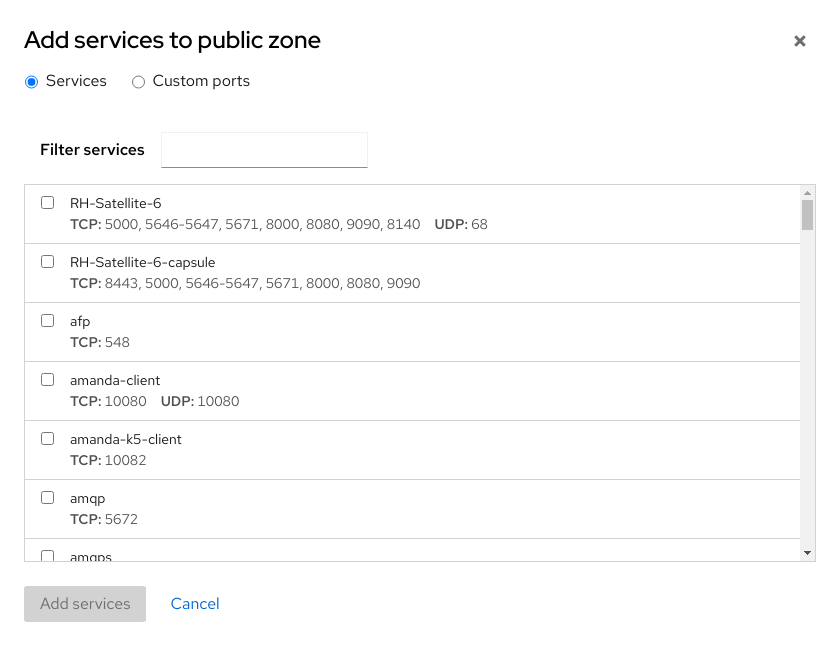 Add services to public zone
Services Custom ports
Filter services
RH-Satellite-6
TCP: 5000, 5646-5647, 5671, 8000, 8080, 9090, 8140 UDP: 68
RH-Satellite-6-capsule
TCP: 8443, 5000, 5646-5647, 5671, 8000, 8080, 9090
afp
TCP: 548
amanda-client
TCP: 10080 UDP: 10080
amanda-k5-client
TCP: 10082
amqp
TCP: 5672
amqps
Add services Cancel